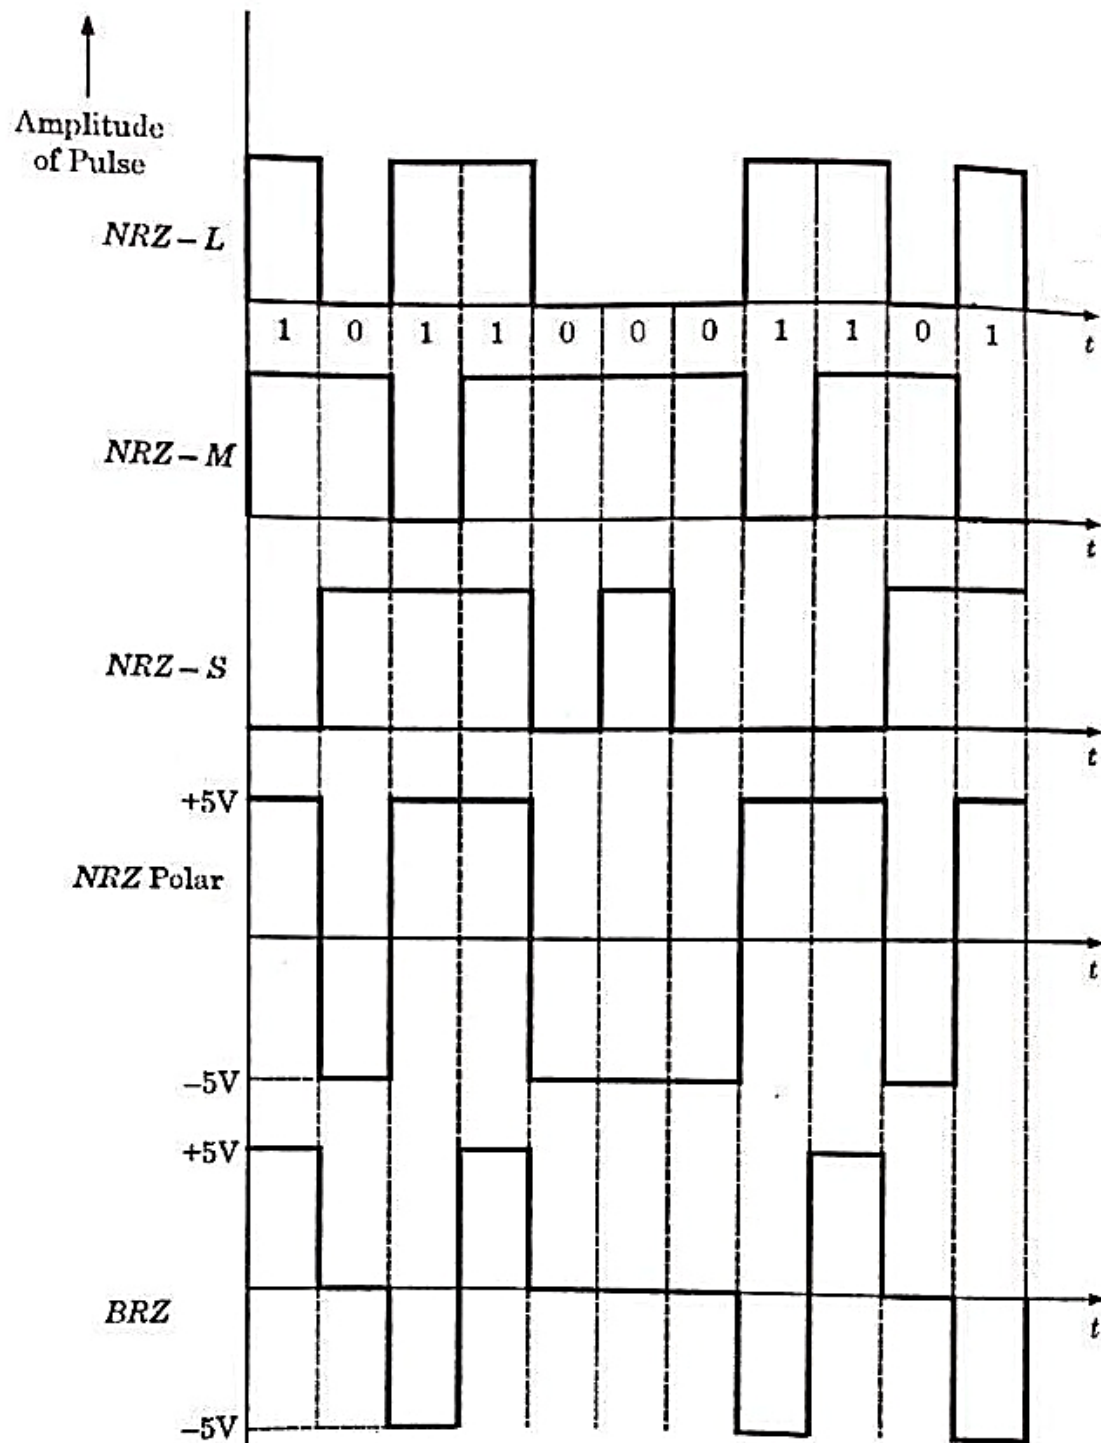 Amplitude
of Pulse
NRZ – L
1 0 1 1 0 0 0 1 1 0 1 t
NRZ – M
t
NRZ – S
t
+5V
NRZ Polar
t
–5V
+5V
BRZ
t
–5V